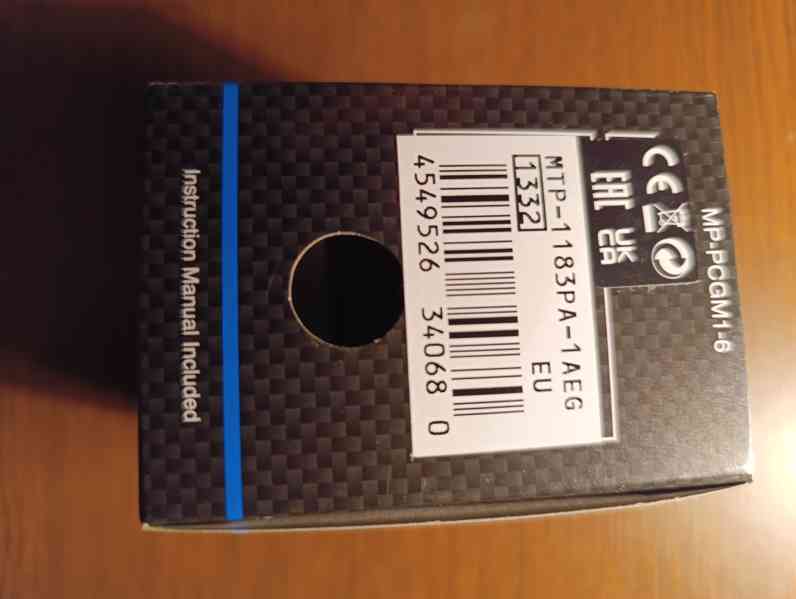 MP-PCGM1-6
CE
EAC
UK
CA
MTP-1183PA-1AEG
1332
EU
4549526 34068 0
Instruction Manual Included